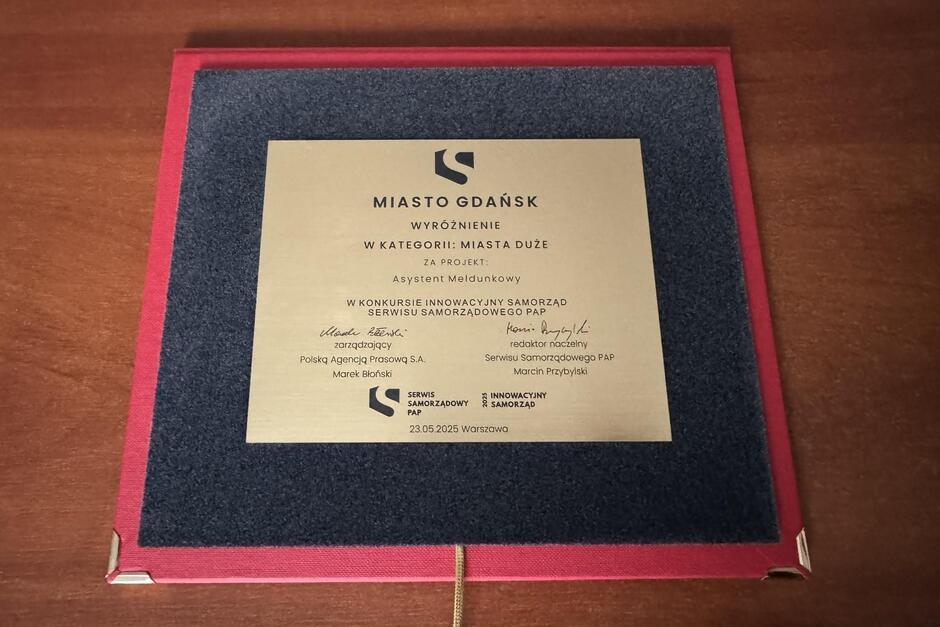 MIASTO GDAŃSK
WYRÓŻNIENIE
W KATEGORII: MIASTA DUŻE
ZA PROJEKT:
Asystent Meldunkowy
W KONKURSIE INNOWACYJNY SAMORZĄD
SERWISU SAMORZĄDOWEGO PAP
zarządzający
Polską Agencją Prasową S.A.
Marek Błoński
redaktor naczelny
Serwisu Samorządowego PAP
Marcin Przybylski
SERWIS
SAMORZĄDOWY
PAP
2025
INNOWACYJNY
SAMORZĄD
23.05.2025 Warszawa